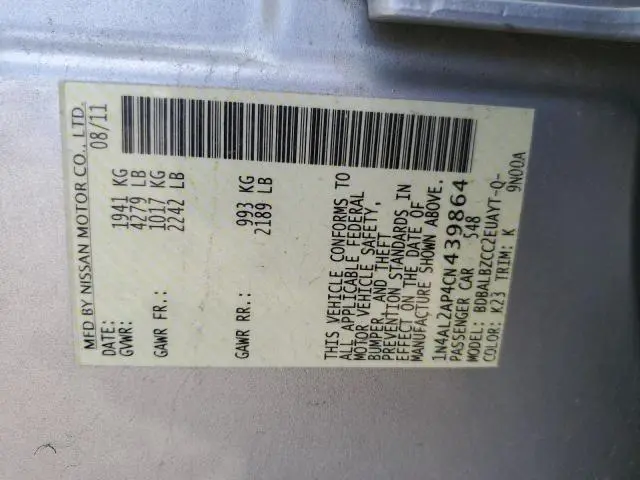 MFD BY NISSAN MOTOR CO., LTD.
DATE: 08/11
GVWR: 1941 KG
4279 LB
GAWR FR.: 1017 KG
2242 LB
GAWR RR: 993 KG
2189 LB
THIS VEHICLE CONFORMS TO
ALL APPLICABLE FEDERAL
MOTOR VEHICLE SAFETY,
BUMPER, AND THEFT
PREVENTION STANDARDS IN
EFFECT ON THE DATE OF
MANUFACTURE SHOWN ABOVE.
1N4AL2AP4CN439864
PASSENGER CAR 548
MODEL: BDBALBZCC2EUAYT-Q-
COLOR: K23 TRIM: K 9N00A